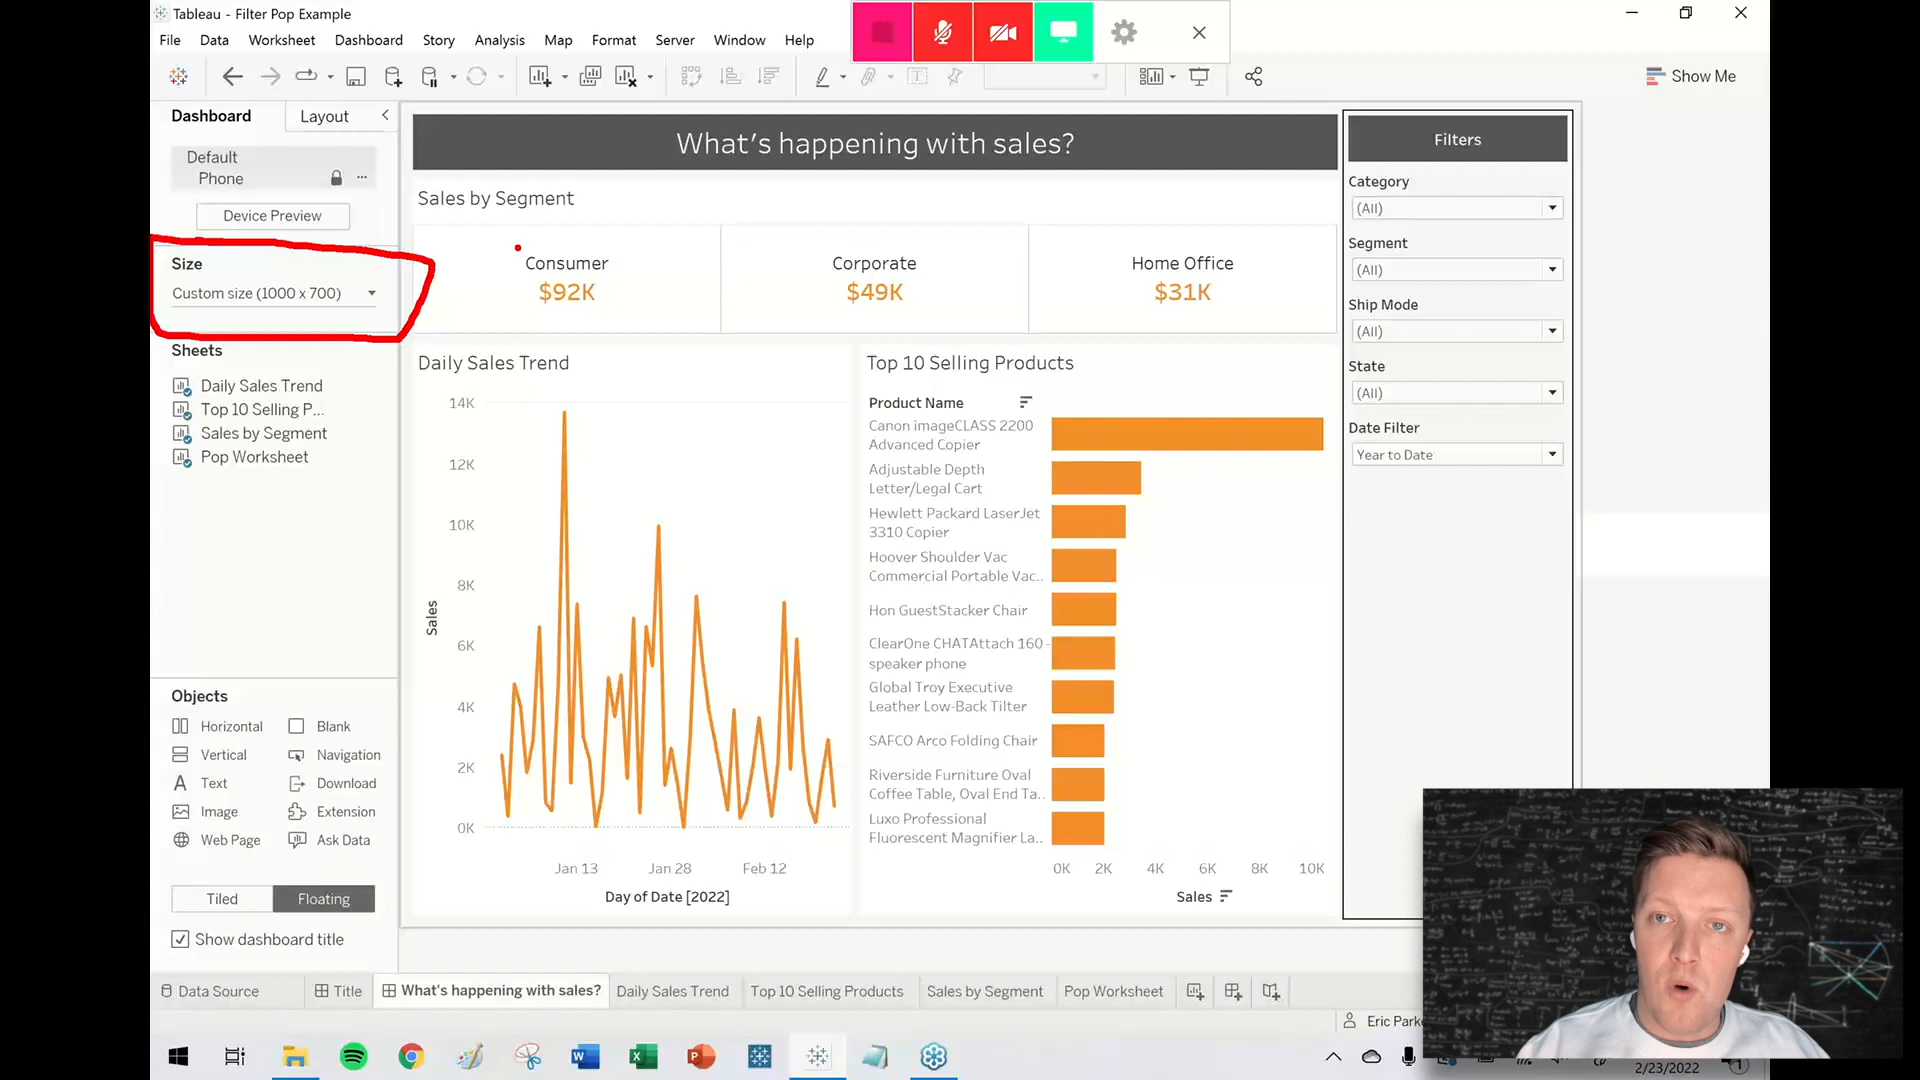 Tableau - Filter Pop Example
File Data Worksheet Dashboard Story Analysis Map Format Server Window Help
Show Me
Dashboard Layout
Default
Phone
Device Preview
Size
Custom size (1000 x 700)
Sheets
Daily Sales Trend
Top 10 Selling P...
Sales by Segment
Pop Worksheet
Objects
Horizontal Blank
Vertical Navigation
Text Download
Image Extension
Web Page Ask Data
Tiled Floating
Show dashboard title
What's happening with sales?
Sales by Segment
Consumer
$92K
Corporate
$49K
Home Office
$31K
Daily Sales Trend
14K
12K
10K
8K
6K
4K
2K
0K
Sales
Jan 13 Jan 28 Feb 12
Day of Date [2022]
Top 10 Selling Products
Product Name
Canon imageCLASS 2200
Advanced Copier
Adjustable Depth
Letter/Legal Cart
Hewlett Packard LaserJet
3310 Copier
Hoover Shoulder Vac
Commercial Portable Vac..
Hon GuestStacker Chair
ClearOne CHATAttach 160 -
speaker phone
Global Troy Executive
Leather Low-Back Tilter
SAFCO Arco Folding Chair
Riverside Furniture Oval
Coffee Table, Oval End Ta..
Luxo Professional
Fluorescent Magnifier La..
0K 2K 4K 6K 8K 10K
Sales
Filters
Category
(All)
Segment
(All)
Ship Mode
(All)
State
(All)
Date Filter
Year to Date
Data Source Title What's happening with sales? Daily Sales Trend Top 10 Selling Products Sales by Segment Pop Worksheet
Eric Parke
2/23/2022
1